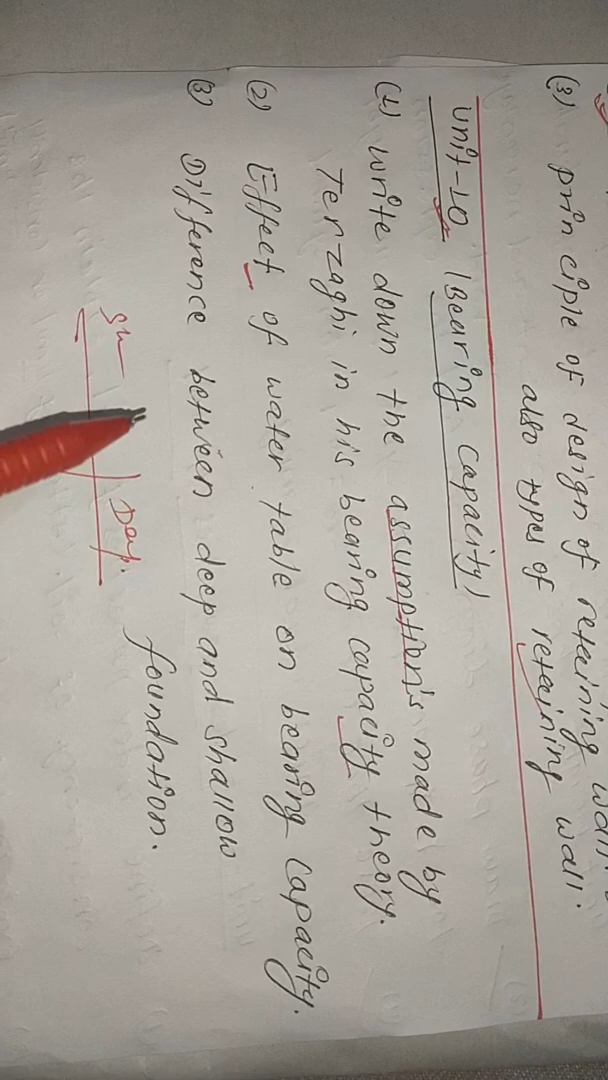 (3) principle of design of retaining wall
also types of retaining wall.
Unit-10 (Bearing capacity)
(1) write down the assumption's made by
Terzaghi in his bearing capacity theory.
(2) Effect of water table on bearing capacity.
(3) Difference between deep and shallow
foundation.